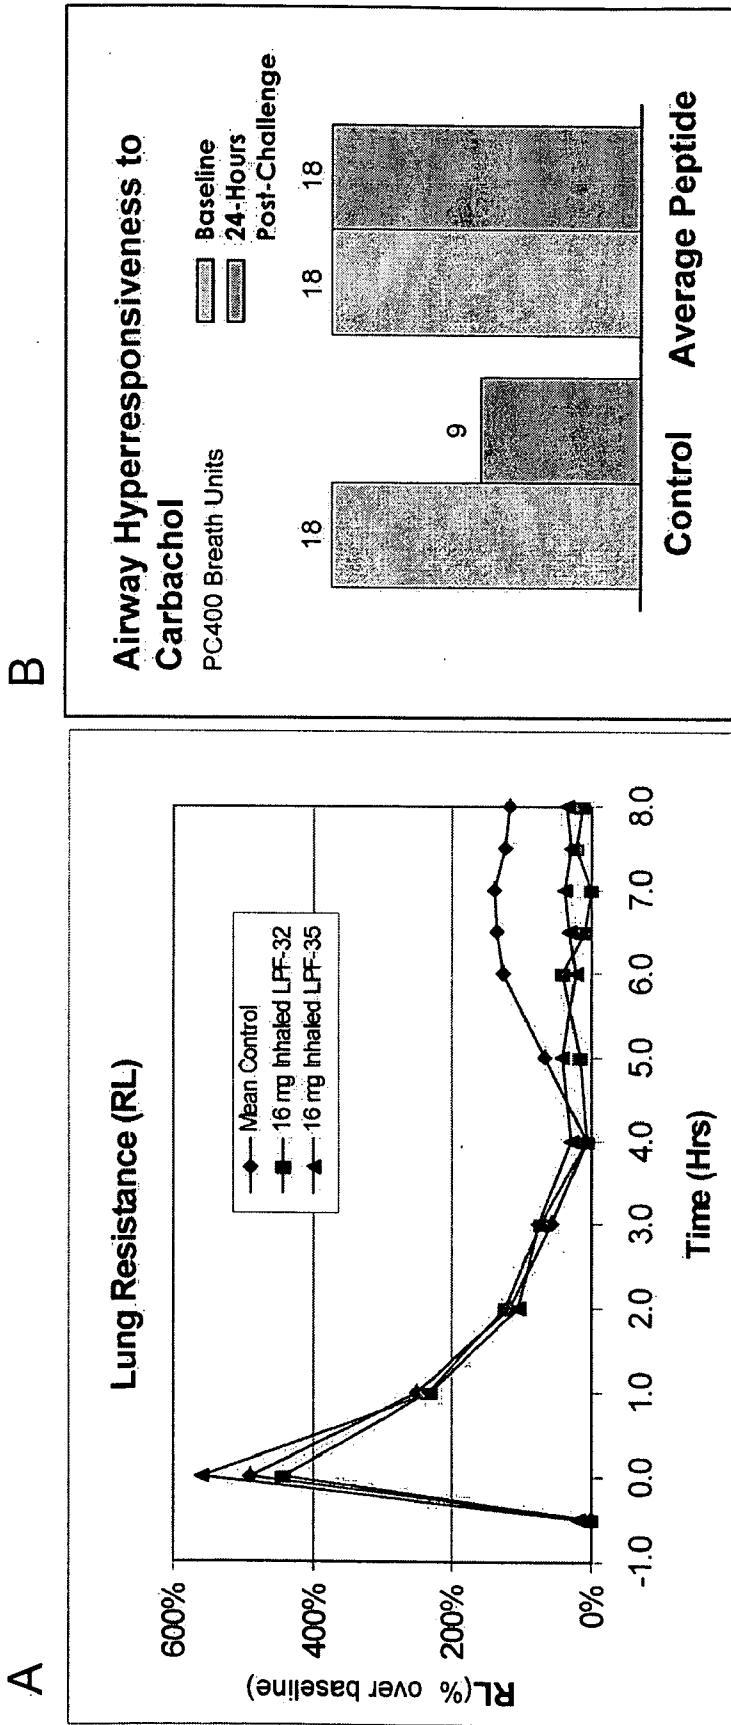 A
Lung Resistance (RL)
Mean Control
16 mg Inhaled LPF-32
16 mg Inhaled LPF-35
RL(% over baseline)
600%
400%
200%
0%
-1.0 0.0 1.0 2.0 3.0 4.0 5.0 6.0 7.0 8.0
Time (Hrs)
B
Airway Hyperresponsiveness to
Carbachol
PC400 Breath Units
Baseline
24-Hours
Post-Challenge
18 9 18 18
Control Average Peptide